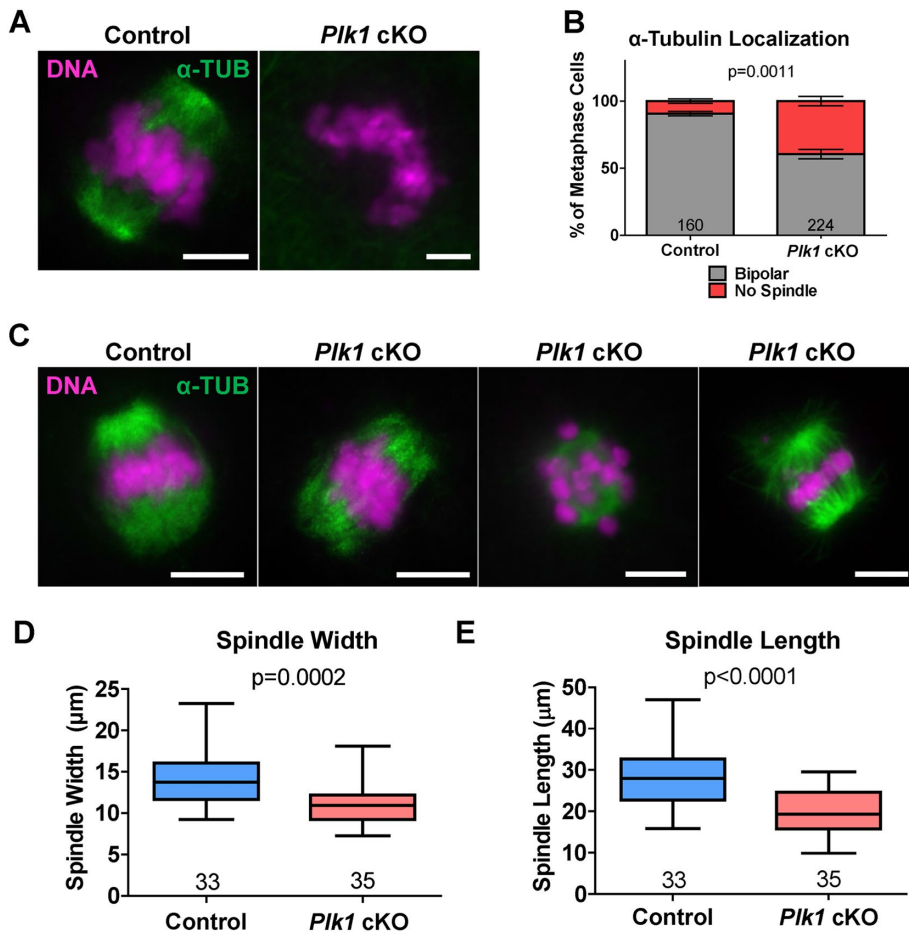 A
Control
Plk1 cKO
DNA
α-TUB
B
α-Tubulin Localization
p=0.0011
% of Metaphase Cells
100
50
0
160
224
Control
Plk1 cKO
Bipolar
No Spindle
C
Control
Plk1 cKO
Plk1 cKO
Plk1 cKO
DNA
α-TUB
D
Spindle Width
p=0.0002
Spindle Width (μm)
25
20
15
10
5
0
33
35
Control
Plk1 cKO
E
Spindle Length
p<0.0001
Spindle Length (μm)
50
40
30
20
10
0
33
35
Control
Plk1 cKO